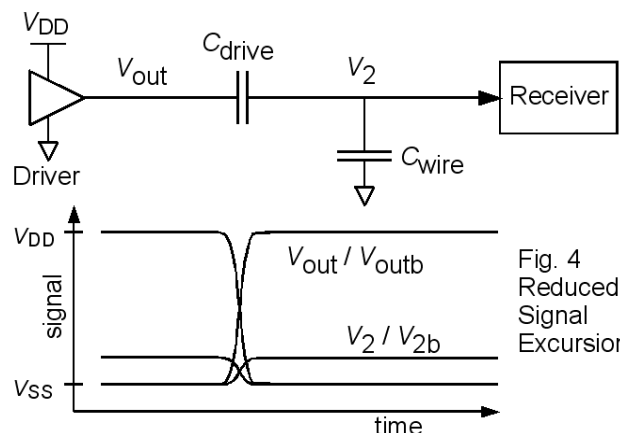 VDD
Cdrive
Vout
V2
Receiver
Driver
Cwire
VDD
Vout / Voutb
signal
V2 / V2b
VSS
time
Fig. 4
Reduced
Signal
Excursion